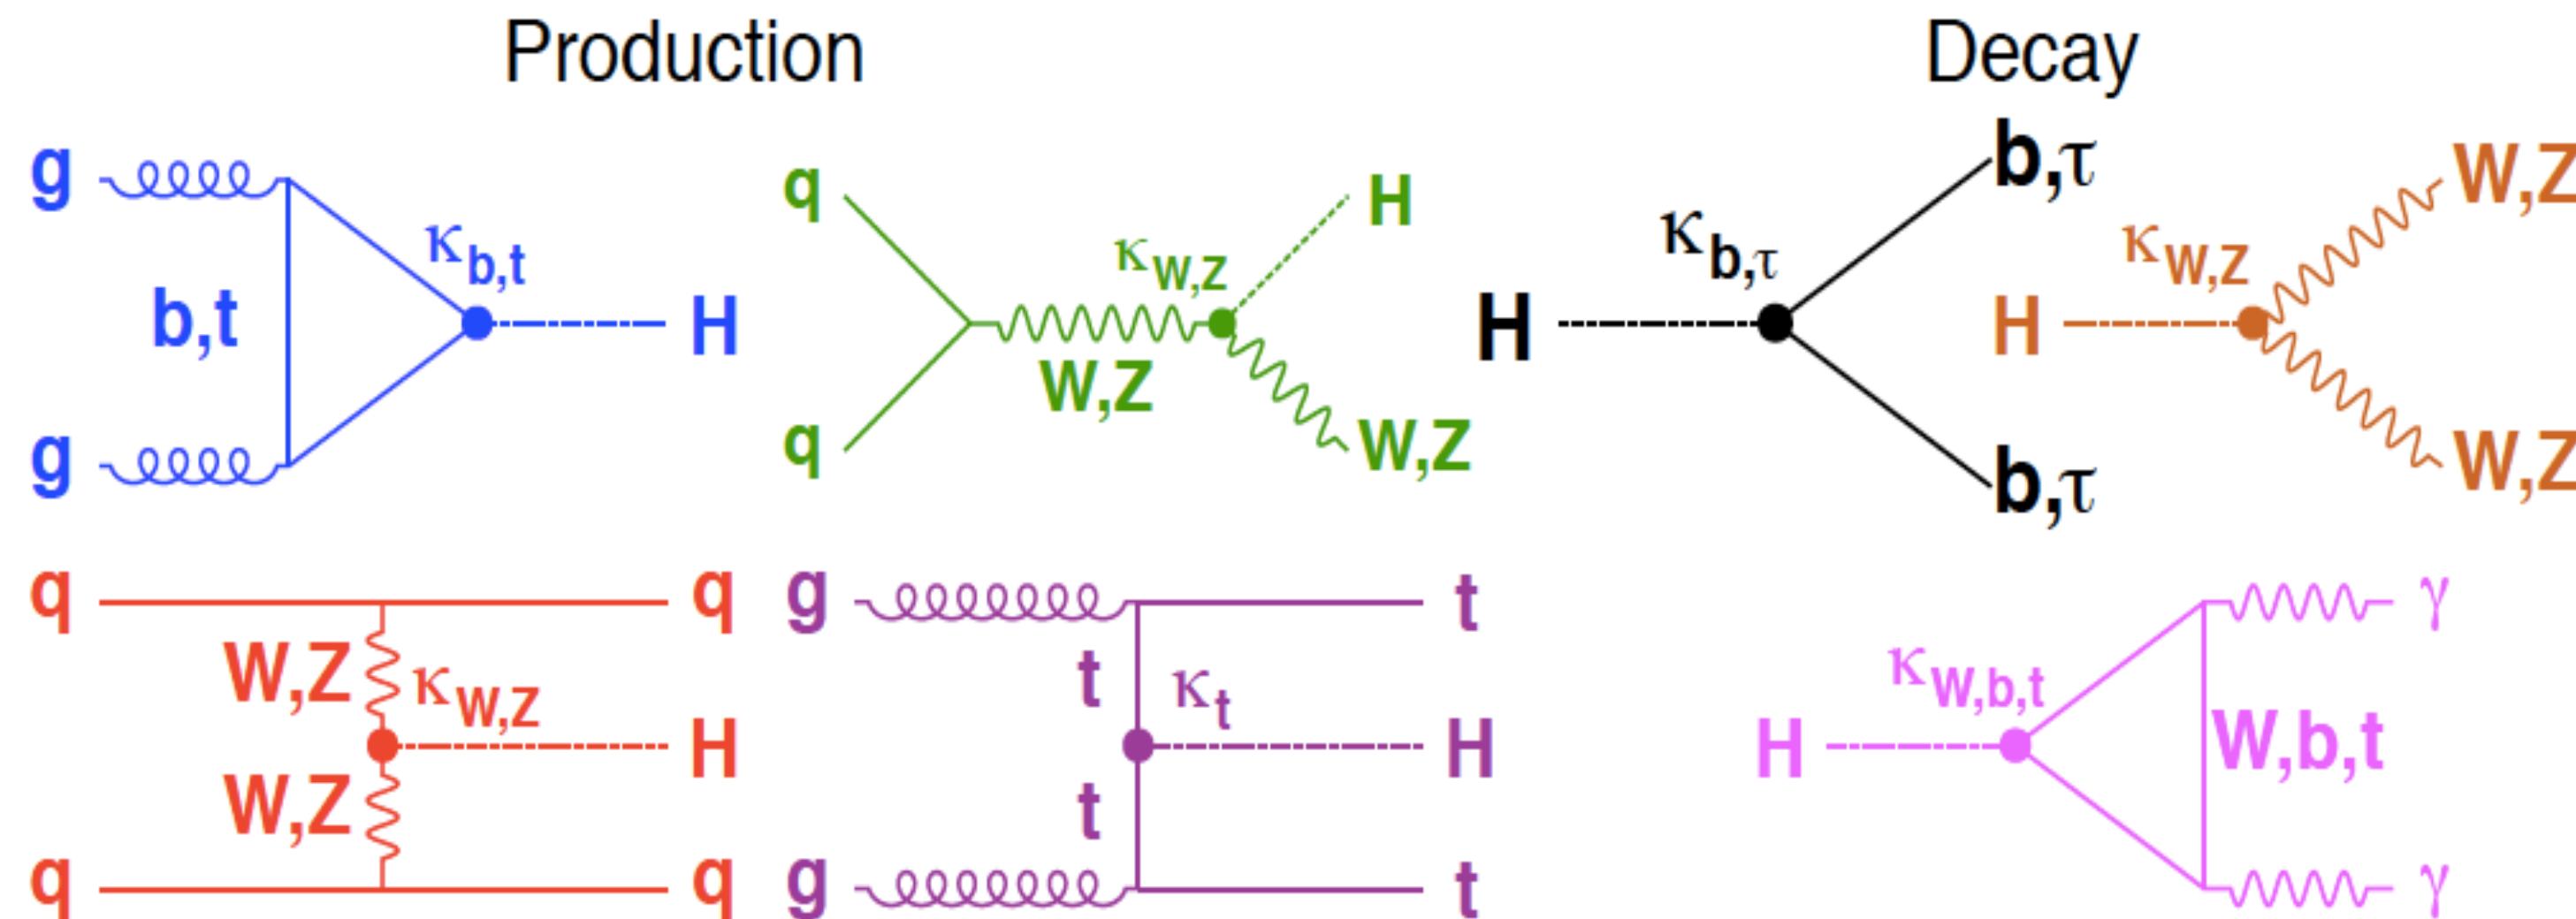 Production
Decay
g
g
b,t
κb,t
H
q
q
W,Z
κW,Z
H
W,Z
H
κb,τ
b,τ
b,τ
H
κW,Z
W,Z
W,Z
q
q
W,Z
κW,Z
W,Z
H
q
q
g
t
t
κt
H
t
g
t
H
κW,b,t
W,b,t
γ
γ